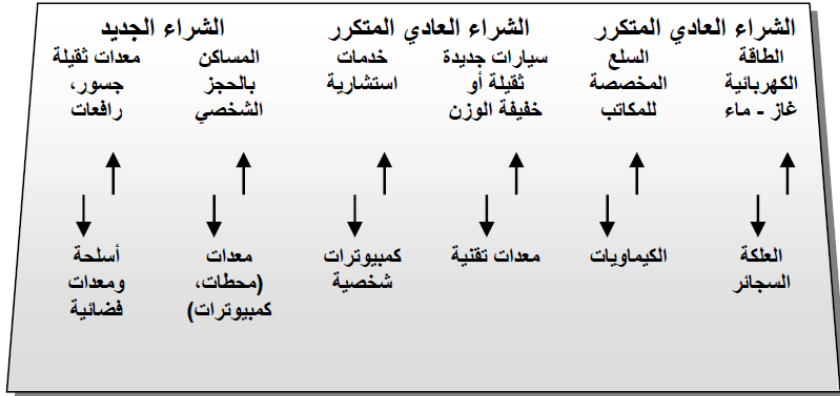 الشراء العادي المتكرر
الشراء العادي المتكرر
الشراء الجديد
الطاقة
الكهربائية
غاز - ماء
السلع
المخصصة
للمكاتب
سيارات جديدة
ثقيلة أو
خفيفة الوزن
خدمات
استشارية
المساكن
بالحجز
الشخصي
معدات ثقيلة
جسور،
رافعات
العلكة
السجائر
الكيماويات
معدات تقنية
كمبيوترات
شخصية
معدات
(محطات،
كمبيوترات)
أسلحة
ومعدات
فضائية